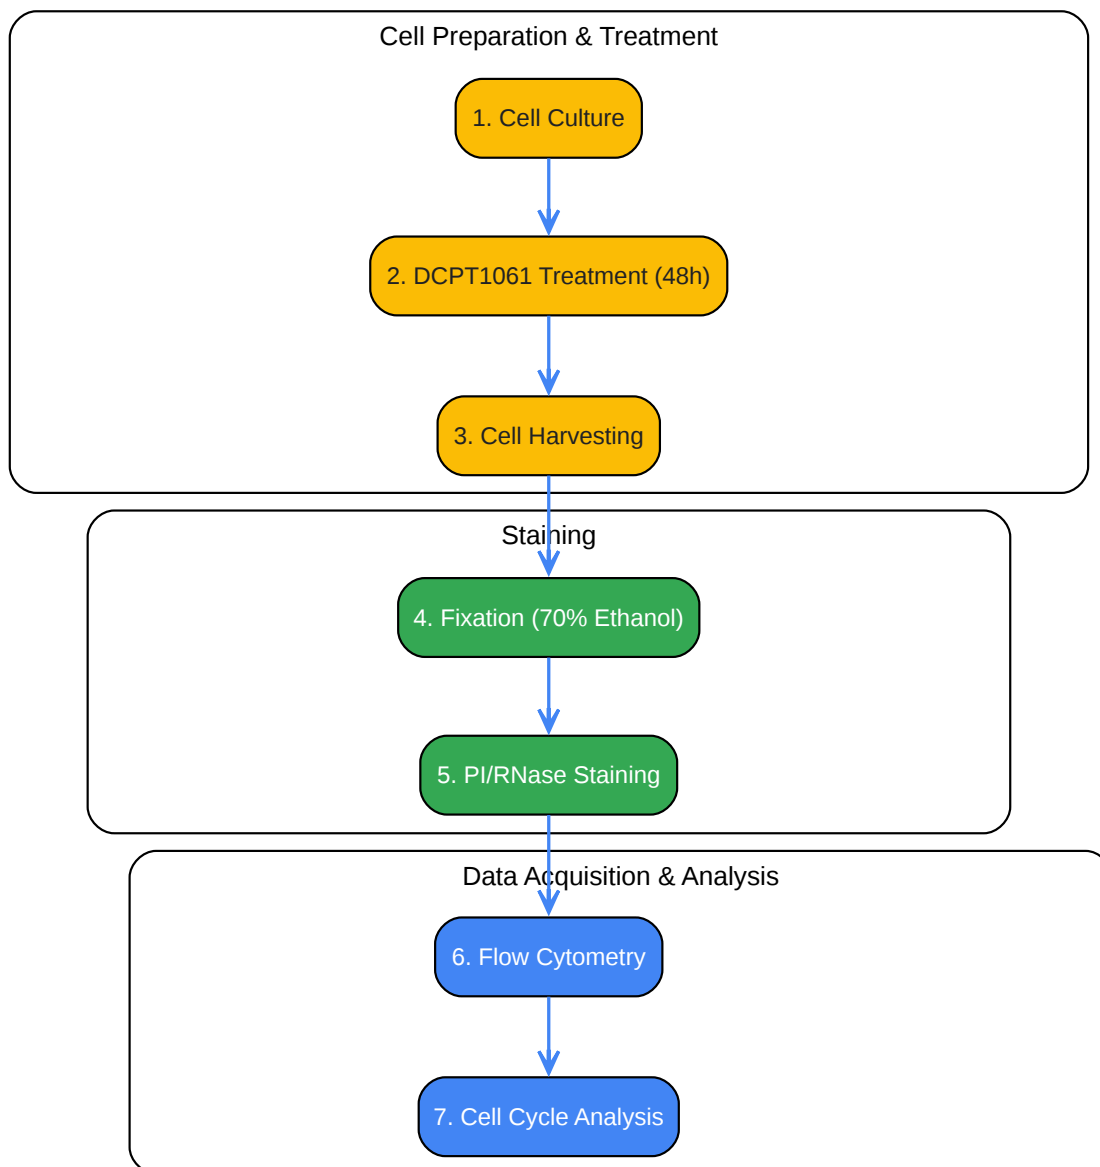 Cell Preparation & Treatment
1. Cell Culture
2. DCPT1061 Treatment (48h)
3. Cell Harvesting
Staining
4. Fixation (70% Ethanol)
5. PI/RNase Staining
Data Acquisition & Analysis
6. Flow Cytometry
7. Cell Cycle Analysis